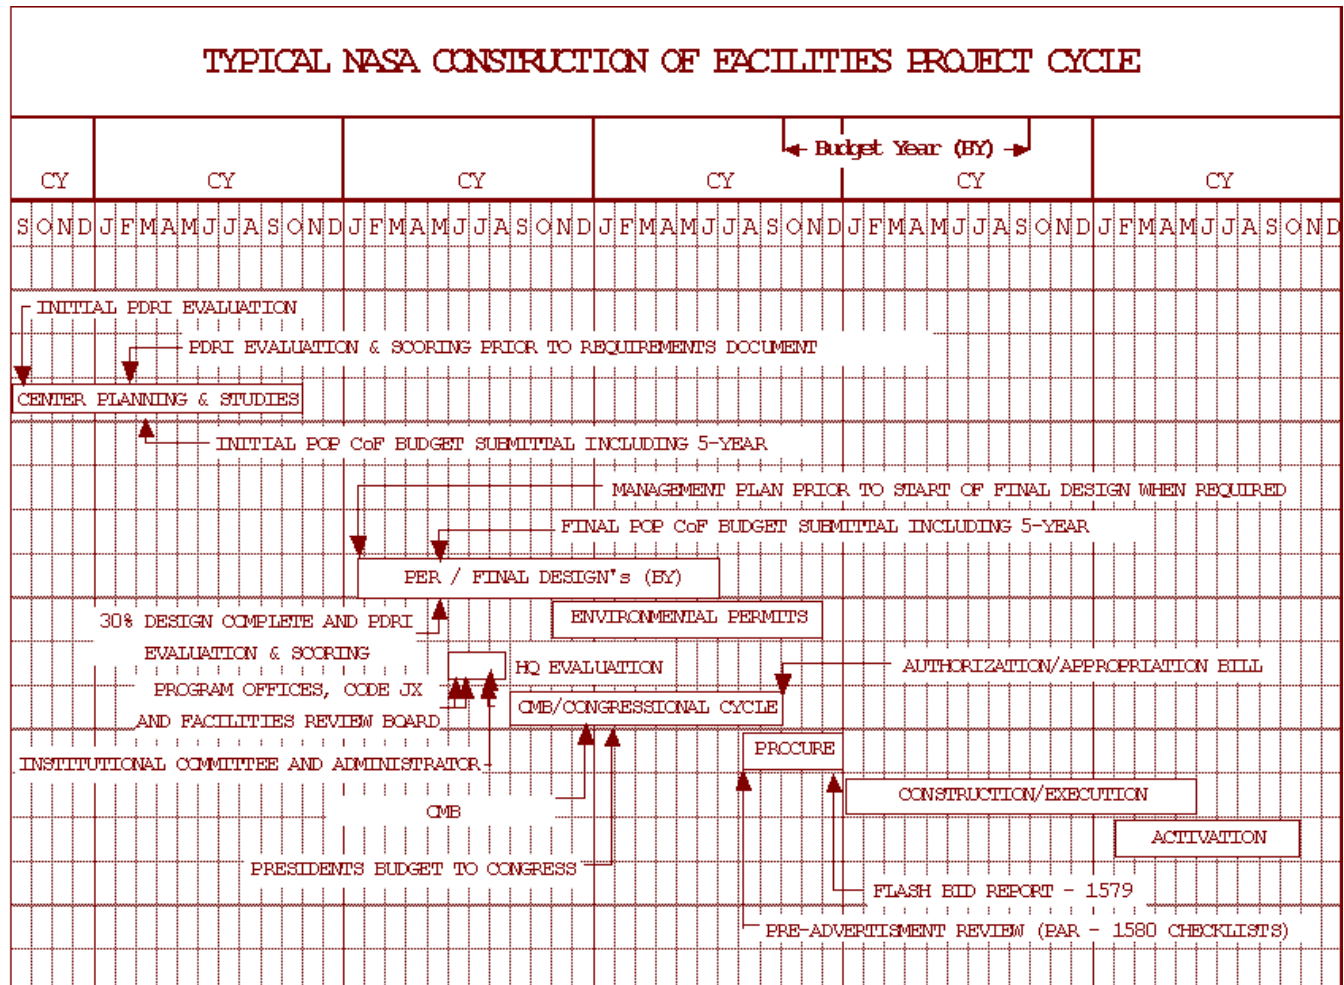 TYPICAL NASA CONSTRUCTION OF FACILITIES PROJECT CYCLE
Budget Year (BY)
CY CY CY CY CY CY
S O N D J F M A M J J A S O N D J F M A M J J A S O N D J F M A M J J A S O N D J F M A M J J A S O N D J F M A M J J A S O N D
INITIAL PDRI EVALUATION
PDRI EVALUATION & SCORING PRIOR TO REQUIREMENTS DOCUMENT
CENTER PLANNING & STUDIES
INITIAL POP CoF BUDGET SUBMITTAL INCLUDING 5-YEAR
MANAGEMENT PLAN PRIOR TO START OF FINAL DESIGN WHEN REQUIRED
FINAL POP CoF BUDGET SUBMITTAL INCLUDING 5-YEAR
PER / FINAL DESIGN's (BY)
30% DESIGN COMPLETE AND PDRI
EVALUATION & SCORING
ENVIRONMENTAL PERMITS
HQ EVALUATION
AUTHORIZATION/APPROPRIATION BILL
PROGRAM OFFICES, CODE JX
AND FACILITIES REVIEW BOARD
OMB/CONGRESSIONAL CYCLE
PROCURE
INSTITUTIONAL COMMITTEE AND ADMINISTRATOR
CONSTRUCTION/EXECUTION
OMB
ACTIVATION
PRESIDENTS BUDGET TO CONGRESS
FLASH BID REPORT - 1579
PRE-ADVERTISMENT REVIEW (PAR - 1580 CHECKLISTS)